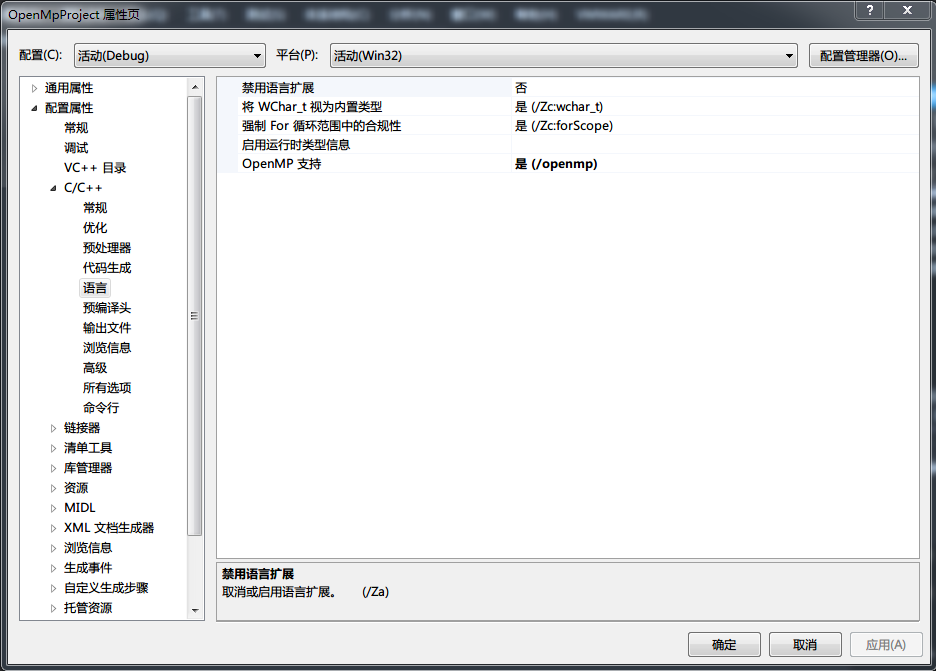 OpenMpProject 属性页
配置(C): 活动(Debug) 平台(P): 活动(Win32) 配置管理器(O)...
通用属性
配置属性
常规
调试
VC++ 目录
C/C++
常规
优化
预处理器
代码生成
语言
预编译头
输出文件
浏览信息
高级
所有选项
命令行
链接器
清单工具
库管理器
资源
MIDL
XML 文档生成器
浏览信息
生成事件
自定义生成步骤
托管资源
禁用语言扩展 否
将 WChar_t 视为内置类型 是 (/Zc:wchar_t)
强制 For 循环范围中的合规性 是 (/Zc:forScope)
启用运行时类型信息
OpenMP 支持 是 (/openmp)
禁用语言扩展
取消或启用语言扩展。 (/Za)
确定 取消 应用(A)